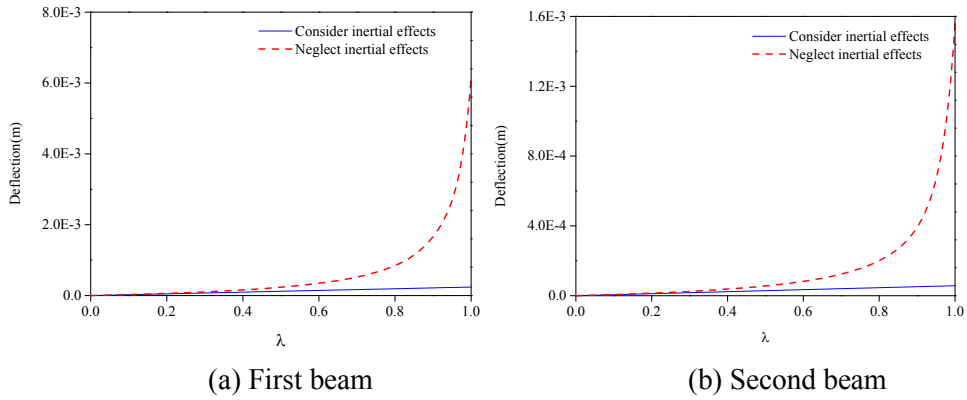 8.0E-3
6.0E-3
4.0E-3
2.0E-3
0.0
Deflection(m)
Consider inertial effects
Neglect inertial effects
0.0 0.2 0.4 0.6 0.8 1.0
λ
(a) First beam
1.6E-3
1.2E-3
8.0E-4
4.0E-4
0.0
Deflection(m)
Consider inertial effects
Neglect inertial effects
0.0 0.2 0.4 0.6 0.8 1.0
λ
(b) Second beam